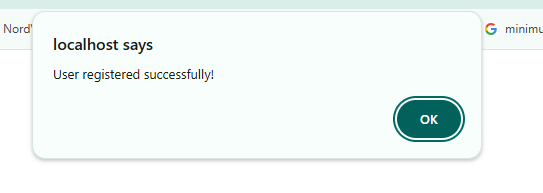 Nord
localhost says
minimu
User registered successfully!
OK